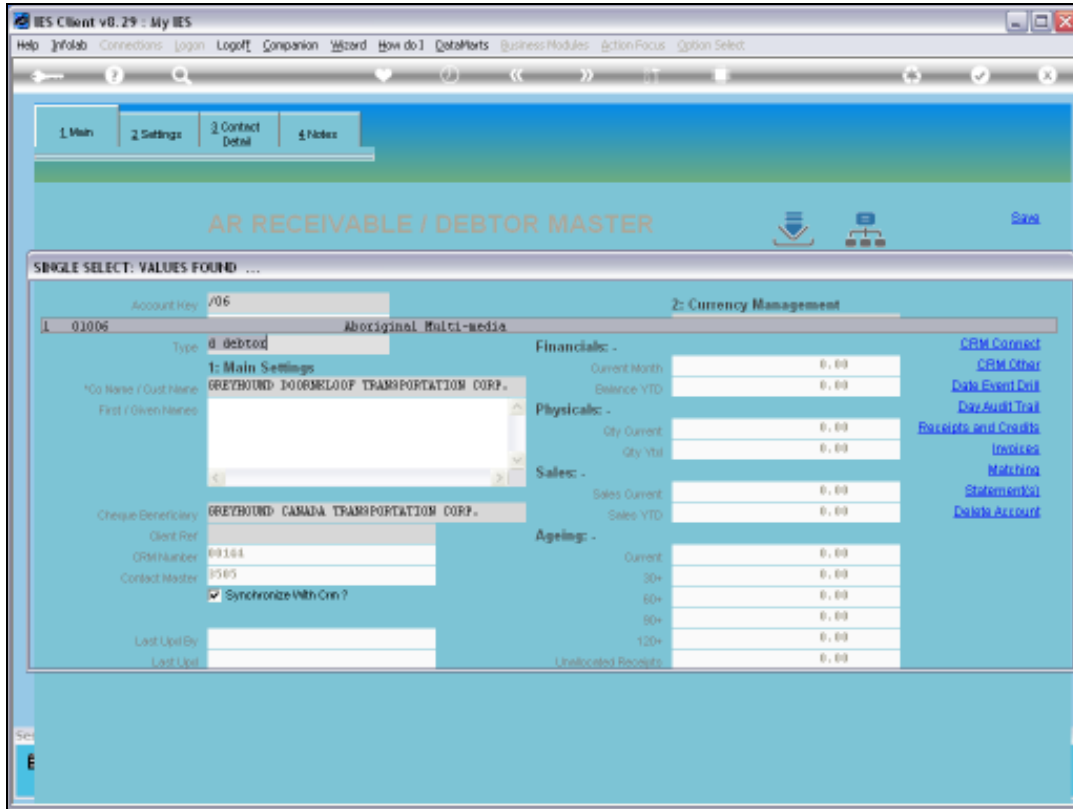 IES Client v8.29 : My IES
Help Infolab Connections Logon Logoff Companion Wizard How do I DataMarts Business Modules Action Focus Option Select
1 Main
2 Settings
3 Contact Detail
4 Notes
AR RECEIVABLE / DEBTOR MASTER
Save
SINGLE SELECT: VALUES FOUND ...
Account Key /06
2: Currency Management
1 01006 Aboriginal Multi-media
Type d debtor
Financials: -
CRM Connect
1: Main Settings
Current Month 0.00
CRM Other
*Co Name / Cust Name GREYHOUND DOORNKLOOF TRANSPORTATION CORP.
Balance YTD 0.00
Date Event Drill
First / Given Names
Physicals: -
Day Audit Trail
Qty Current 0.00
Receipts and Credits
Qty Ytd 0.00
Invoices
Sales: -
Matching
Sales Current 0.00
Statement(s)
Cheque Beneficiary GREYHOUND CANADA TRANSPORTATION CORP.
Sales YTD 0.00
Delete Account
Client Ref
Ageing: -
CRM Number 00144
Current 0.00
Contact Master 3505
30+ 0.00
Synchronize With Crm ?
60+ 0.00
90+ 0.00
Last Upd By
120+ 0.00
Last Upd
Unallocated Receipts 0.00